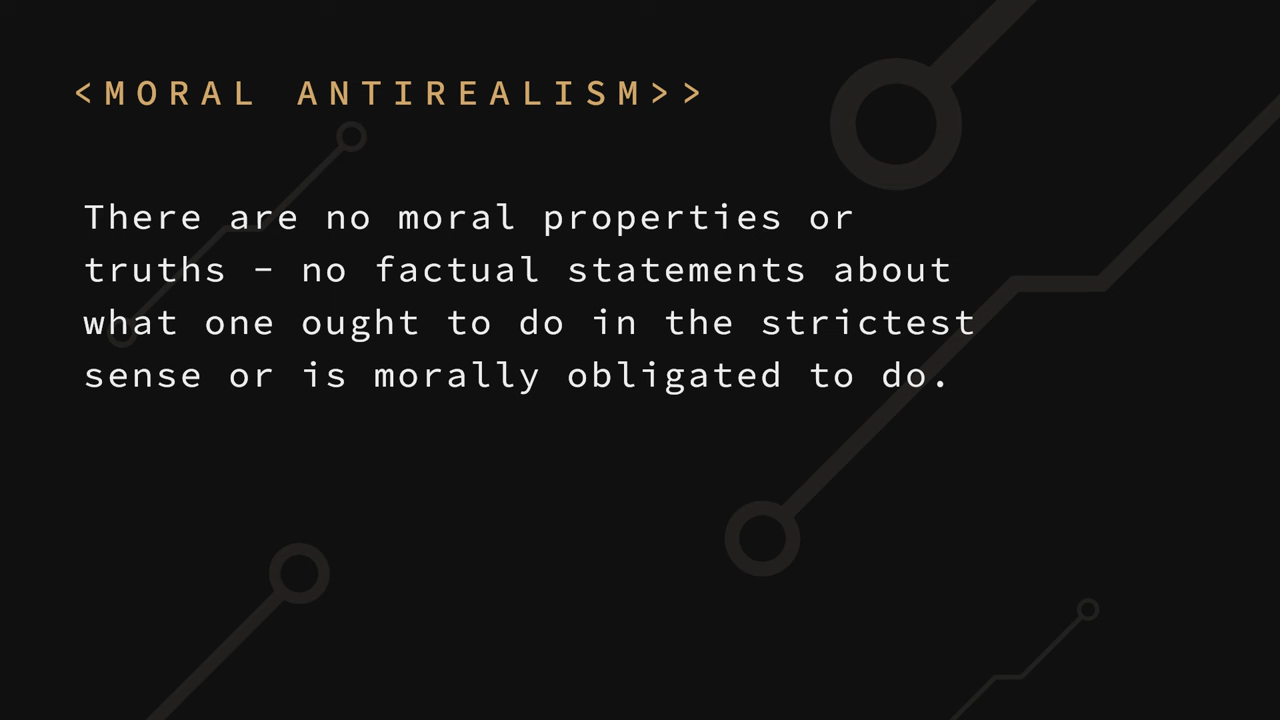 <MORAL ANTIREALISM>>
There are no moral properties or
truths – no factual statements about
what one ought to do in the strictest
sense or is morally obligated to do.